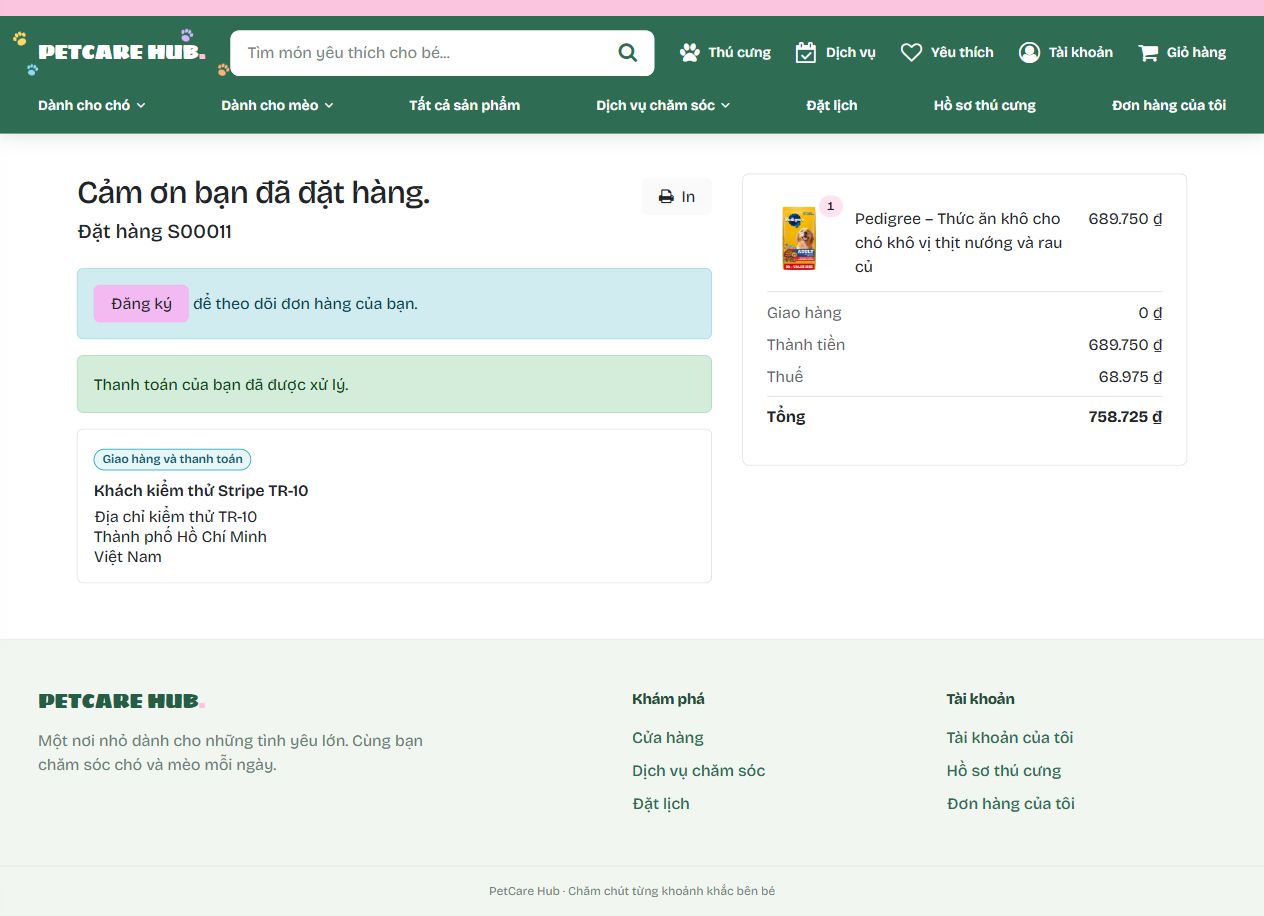 PETCARE HUB.
Tìm món yêu thích cho bé...
Thú cưng
Dịch vụ
Yêu thích
Tài khoản
Giỏ hàng
Dành cho chó
Dành cho mèo
Tất cả sản phẩm
Dịch vụ chăm sóc
Đặt lịch
Hồ sơ thú cưng
Đơn hàng của tôi
Cảm ơn bạn đã đặt hàng.
In
Đặt hàng S00011
Đăng ký để theo dõi đơn hàng của bạn.
Thanh toán của bạn đã được xử lý.
Giao hàng và thanh toán
Khách kiểm thử Stripe TR-10
Địa chỉ kiểm thử TR-10
Thành phố Hồ Chí Minh
Việt Nam
Pedigree
ADULT
1
Pedigree – Thức ăn khô cho
chó khô vị thịt nướng và rau
củ
689.750 ₫
Giao hàng 0 ₫
Thành tiền 689.750 ₫
Thuế 68.975 ₫
Tổng 758.725 ₫
PETCARE HUB.
Một nơi nhỏ dành cho những tình yêu lớn. Cùng bạn
chăm sóc chó và mèo mỗi ngày.
Khám phá
Cửa hàng
Dịch vụ chăm sóc
Đặt lịch
Tài khoản
Tài khoản của tôi
Hồ sơ thú cưng
Đơn hàng của tôi
PetCare Hub · Chăm chút từng khoảnh khắc bên bé